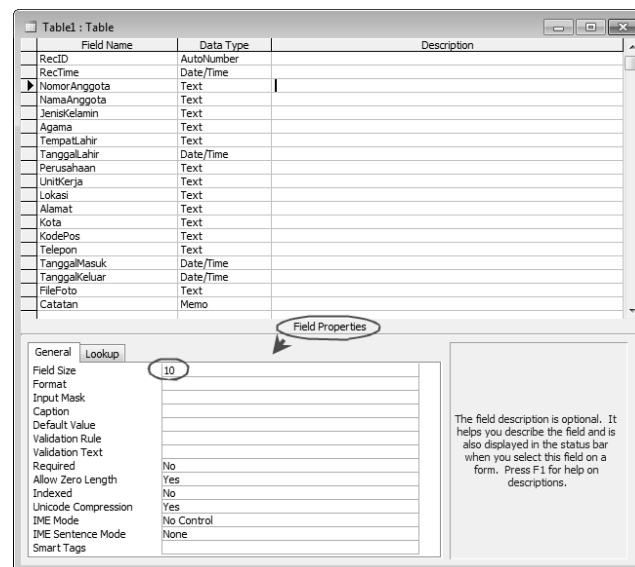 Table1 : Table
Field Name Data Type Description
RecID AutoNumber
RecTime Date/Time
NomorAnggota Text
NamaAnggota Text
JenisKelamin Text
Agama Text
TempatLahir Text
TanggalLahir Date/Time
Perusahaan Text
UnitKerja Text
Lokasi Text
Alamat Text
Kota Text
KodePos Text
Telepon Text
TanggalMasuk Date/Time
TanggalKeluar Date/Time
FileFoto Text
Catatan Memo
Field Properties
General Lookup
Field Size 10
Format
Input Mask
Caption
Default Value
Validation Rule
Validation Text
Required No
Allow Zero Length Yes
Indexed No
Unicode Compression Yes
IME Mode No Control
IME Sentence Mode None
Smart Tags
The field description is optional. It
helps you describe the field and is
also displayed in the status bar
when you select this field on a
form. Press F1 for help on
descriptions.